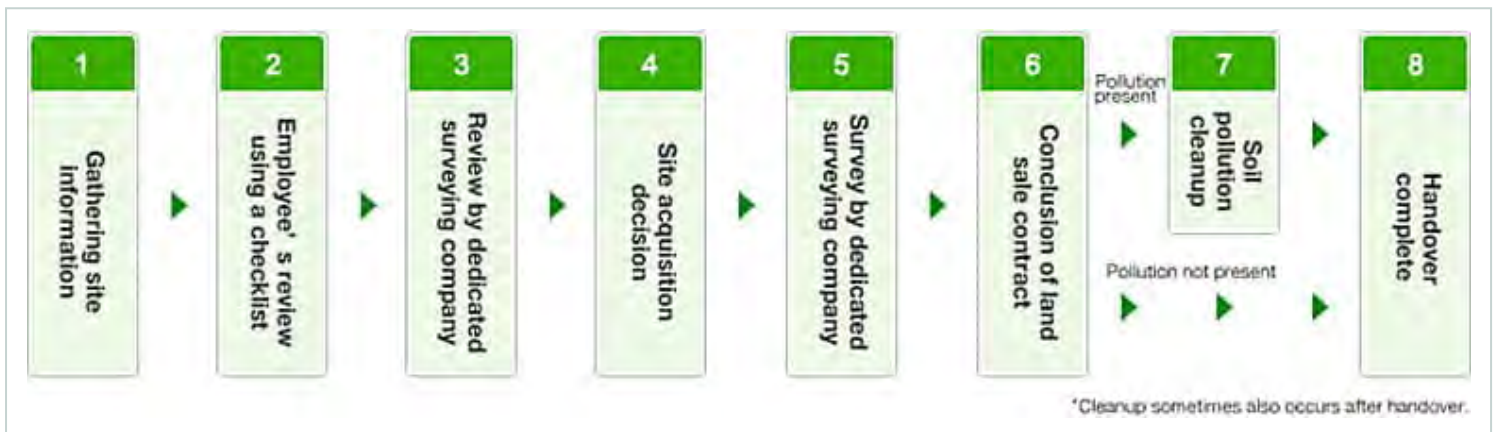 1
Gathering site
information
2
Employee's review
using a checklist
3
Review by dedicated
surveying company
4
Site acquisition
decision
5
Survey by dedicated
surveying company
6
Conclusion of land
sale contract
Pollution
present
7
Soil
pollution
cleanup
Pollution not present
8
Handover
complete
*Cleanup sometimes also occurs after handover.